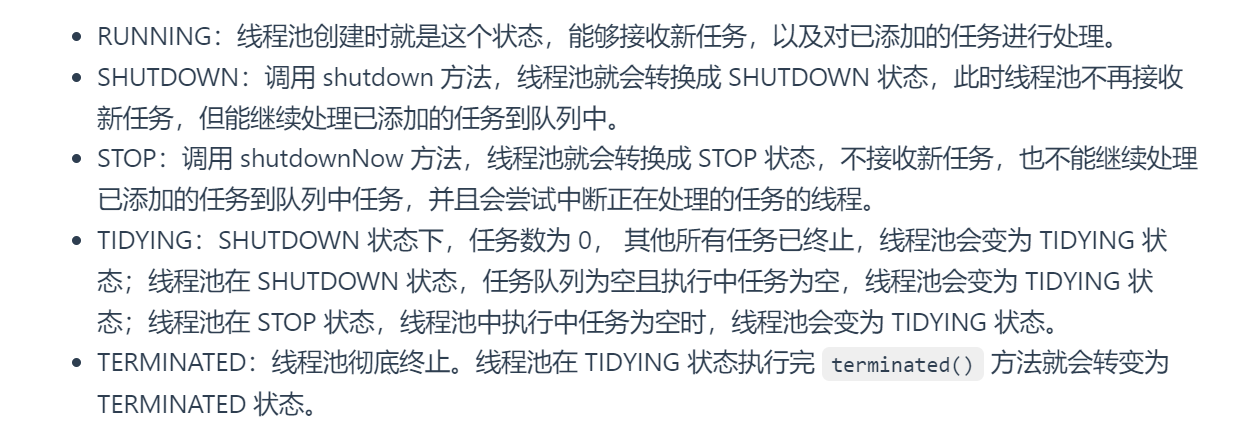 • RUNNING：线程池创建时就是这个状态，能够接收新任务，以及对已添加的任务进行处理。
• SHUTDOWN：调用 shutdown 方法，线程池就会转换成 SHUTDOWN 状态，此时线程池不再接收
新任务，但能继续处理已添加的任务到队列中。
• STOP：调用 shutdownNow 方法，线程池就会转换成 STOP 状态，不接收新任务，也不能继续处理
已添加的任务到队列中任务，并且会尝试中断正在处理的任务的线程。
• TIDYING：SHUTDOWN 状态下，任务数为 0， 其他所有任务已终止，线程池会变为 TIDYING 状
态；线程池在 SHUTDOWN 状态，任务队列为空且执行中任务为空，线程池会变为 TIDYING 状
态；线程池在 STOP 状态，线程池中执行中任务为空时，线程池会变为 TIDYING 状态。
• TERMINATED：线程池彻底终止。线程池在 TIDYING 状态执行完 terminated() 方法就会转变为
TERMINATED 状态。